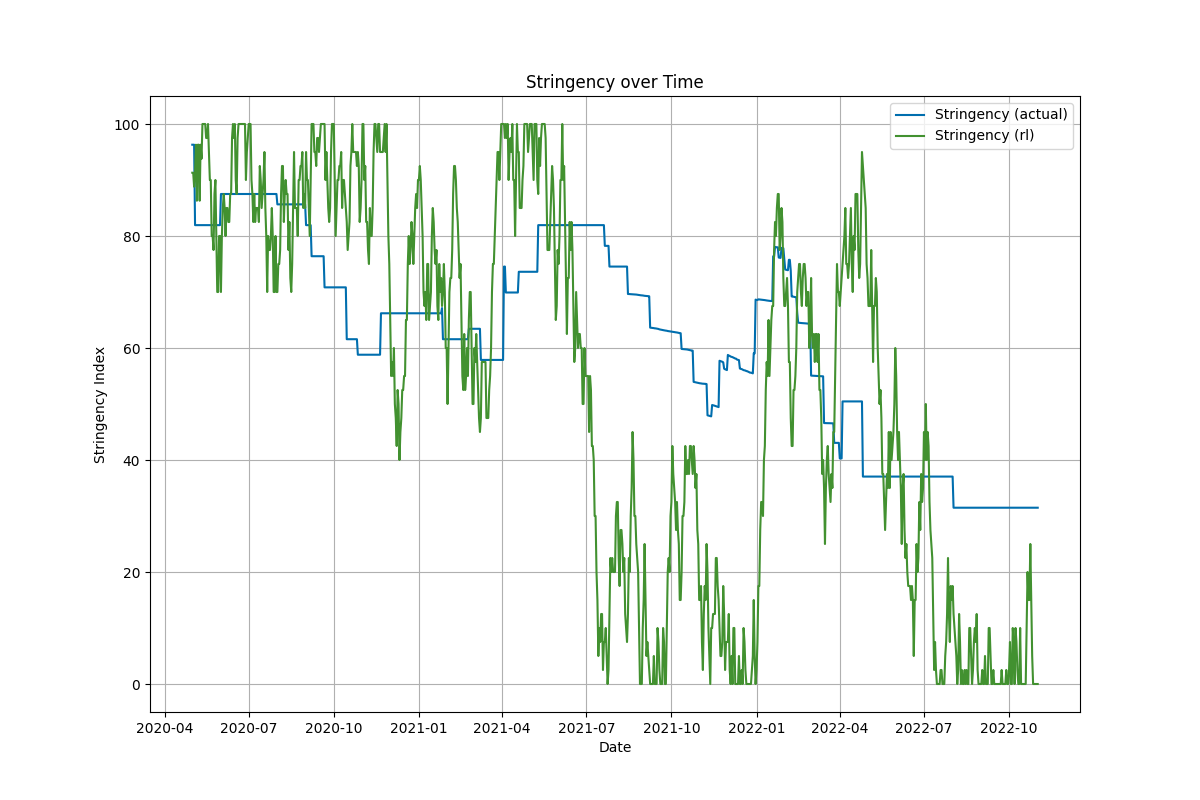 Stringency over Time
Stringency (actual)
Stringency (rl)
100
80
60
40
20
0
Stringency Index
2020-04 2020-07 2020-10 2021-01 2021-04 2021-07 2021-10 2022-01 2022-04 2022-07 2022-10
Date